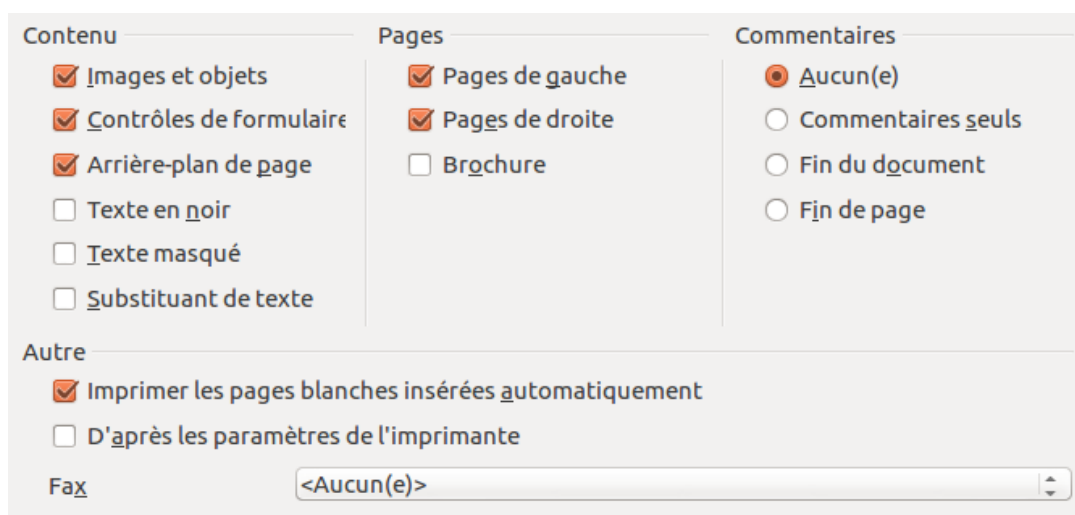 Contenu
Images et objets
Contrôles de formulaire
Arrière-plan de page
Texte en noir
Texte masqué
Substituant de texte
Pages
Pages de gauche
Pages de droite
Brochure
Commentaires
Aucun(e)
Commentaires seuls
Fin du document
Fin de page
Autre
Imprimer les pages blanches insérées automatiquement
D'après les paramètres de l'imprimante
Fax
<Aucun(e)>